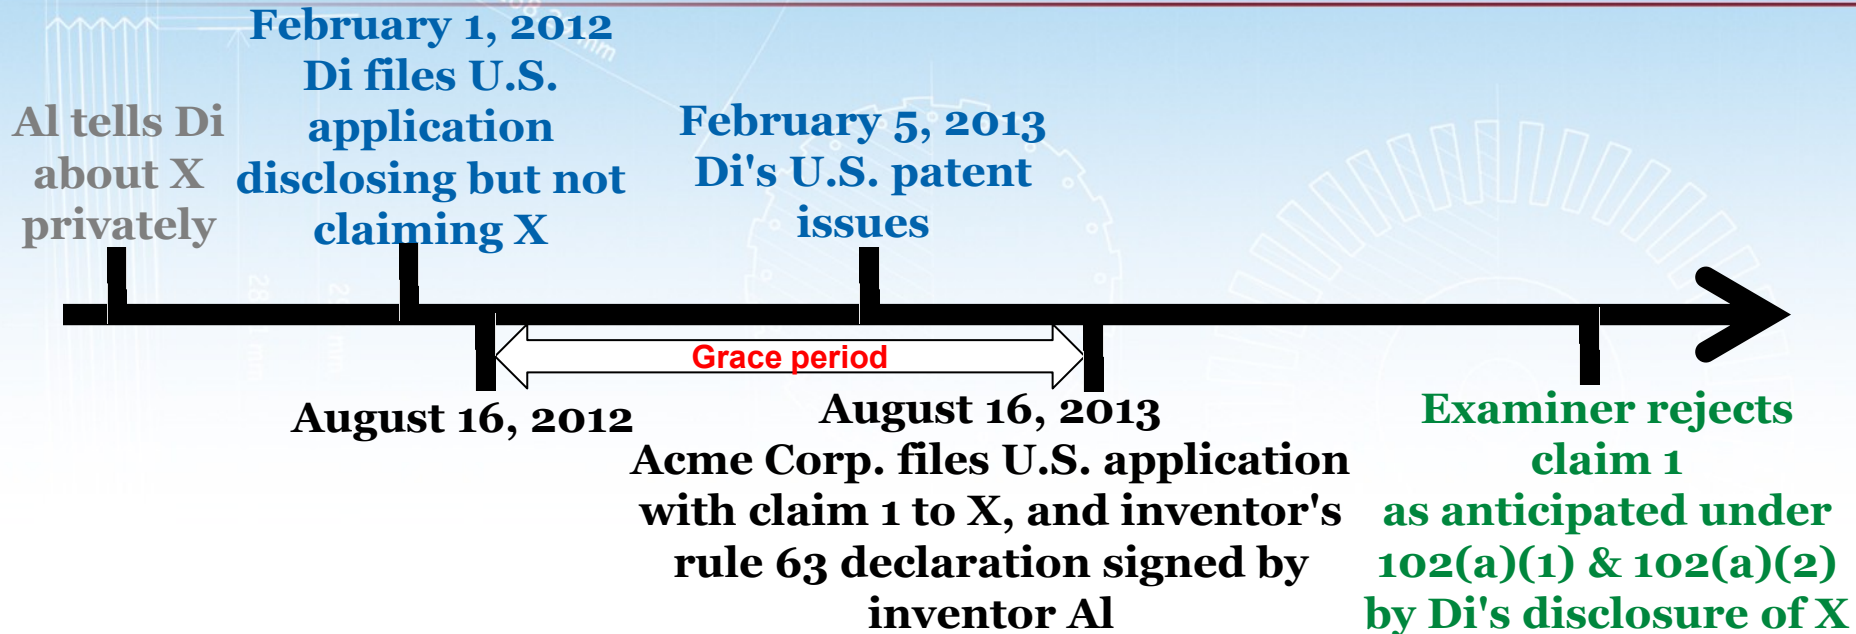 Al tells Di
about X
privately
February 1, 2012
Di files U.S.
application
disclosing but not
claiming X
February 5, 2013
Di's U.S. patent
issues
Grace period
August 16, 2012
August 16, 2013
Acme Corp. files U.S. application
with claim 1 to X, and inventor's
rule 63 declaration signed by
inventor Al
Examiner rejects
claim 1
as anticipated under
102(a)(1) & 102(a)(2)
by Di's disclosure of X